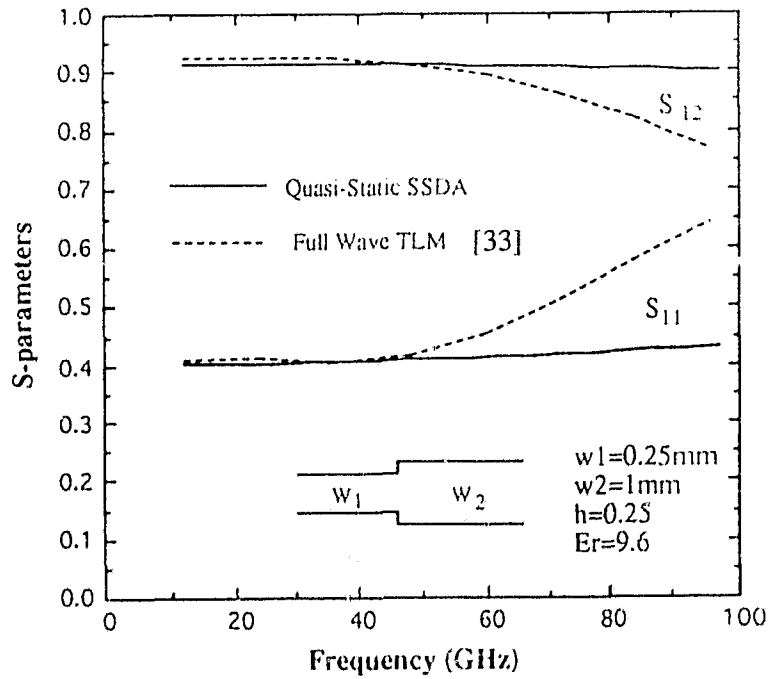 1.0
0.9
0.8
0.7
0.6
0.5
0.4
0.3
0.2
0.1
0.0
S-parameters
S12
Quasi-Static SSDA
Full Wave TLM [33]
S11
W1
W2
w1=0.25mm
w2=1mm
h=0.25
Er=9.6
0
20
40
60
80
100
Frequency (GHz)